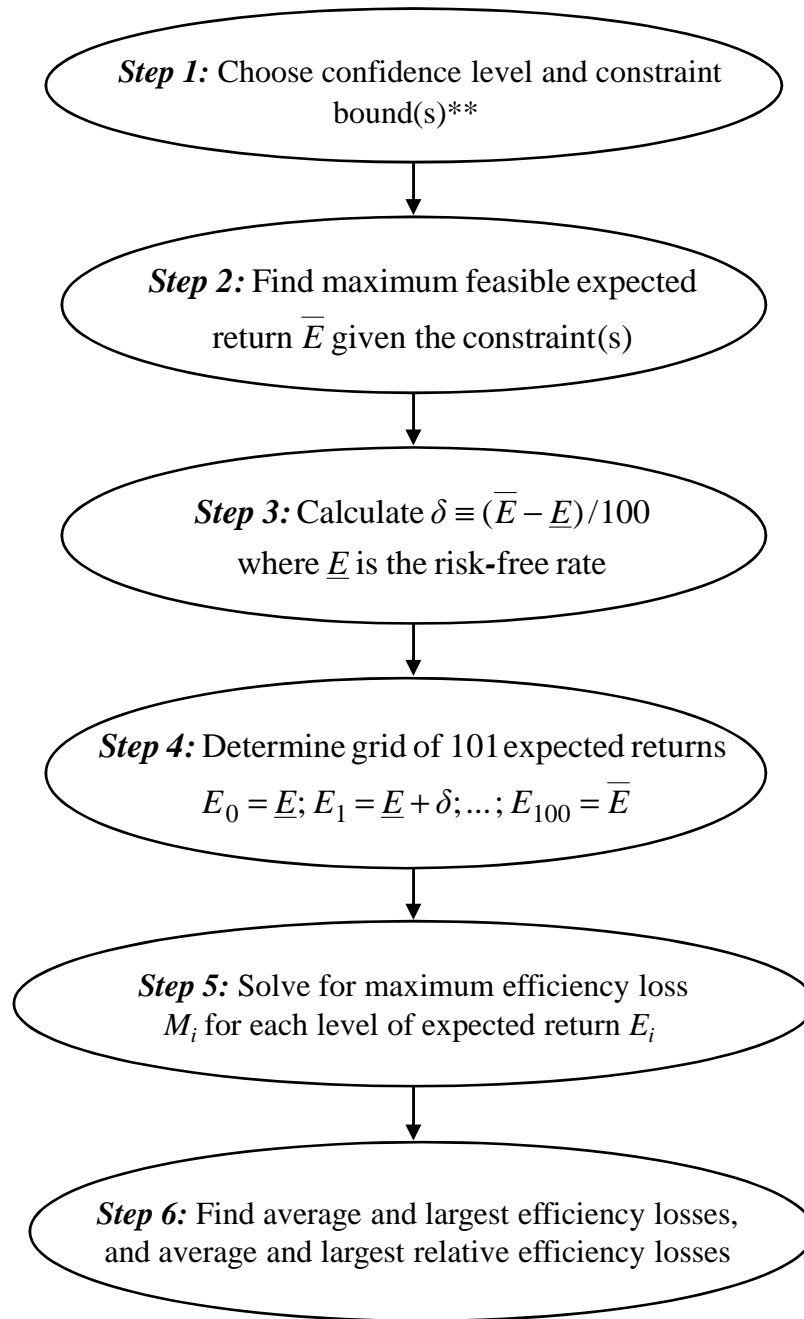 Step 1: Choose confidence level and constraint
bound(s)**
Step 2: Find maximum feasible expected
return E̅ given the constraint(s)
Step 3: Calculate δ ≡ (E̅ − E̲)/100
where E̲ is the risk-free rate
Step 4: Determine grid of 101 expected returns
E₀ = E̲; E₁ = E̲ + δ; ...; E₁₀₀ = E̅
Step 5: Solve for maximum efficiency loss
Mᵢ for each level of expected return Eᵢ
Step 6: Find average and largest efficiency losses,
and average and largest relative efficiency losses